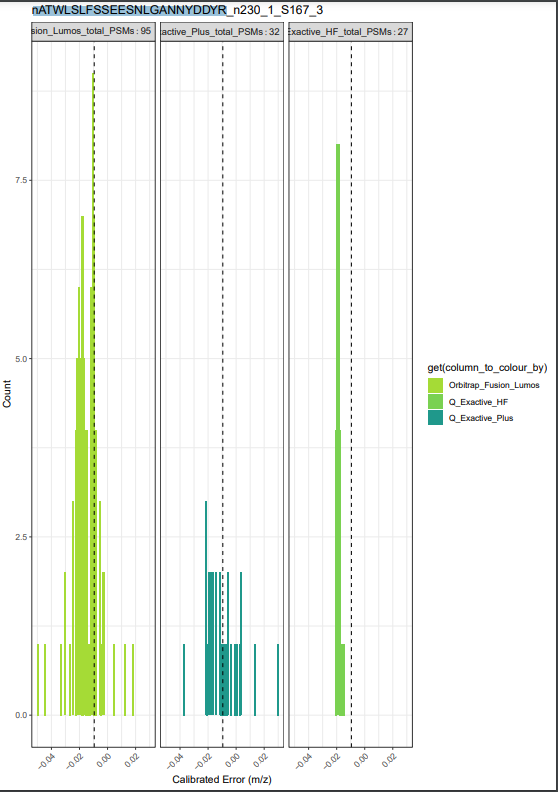 nATWLSLFSSEESNLGANNYDDYR_n230_1_S167_3
sion_Lumos_total_PSMs: 95
active_Plus_total_PSMs: 32
Exactive_HF_total_PSMs: 27
7.5
5.0
2.5
0.0
Count
-0.04 -0.02 0.00 0.02
-0.04 -0.02 0.00 0.02
-0.04 -0.02 0.00 0.02
Calibrated Error (m/z)
get(column_to_colour_by)
Orbitrap_Fusion_Lumos
Q_Exactive_HF
Q_Exactive_Plus